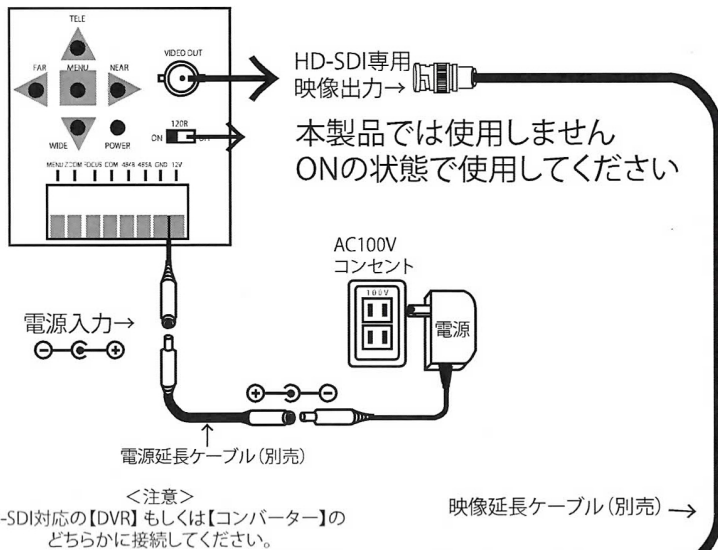 TELE
VIDEO OUT
FAR MENU NEAR
WIDE POWER
120R
ON
MENU ZOOM FOCUS COM 485B 485A GND 12V
HD-SDI専用
映像出力→
本製品では使用しません
ONの状態で使用してください
AC100V
コンセント
100V
電源
電源入力→
電源延長ケーブル(別売)
<注意>
-SDI対応の【DVR】もしくは【コンバーター】の
どちらかに接続してください。
映像延長ケーブル(別売)→